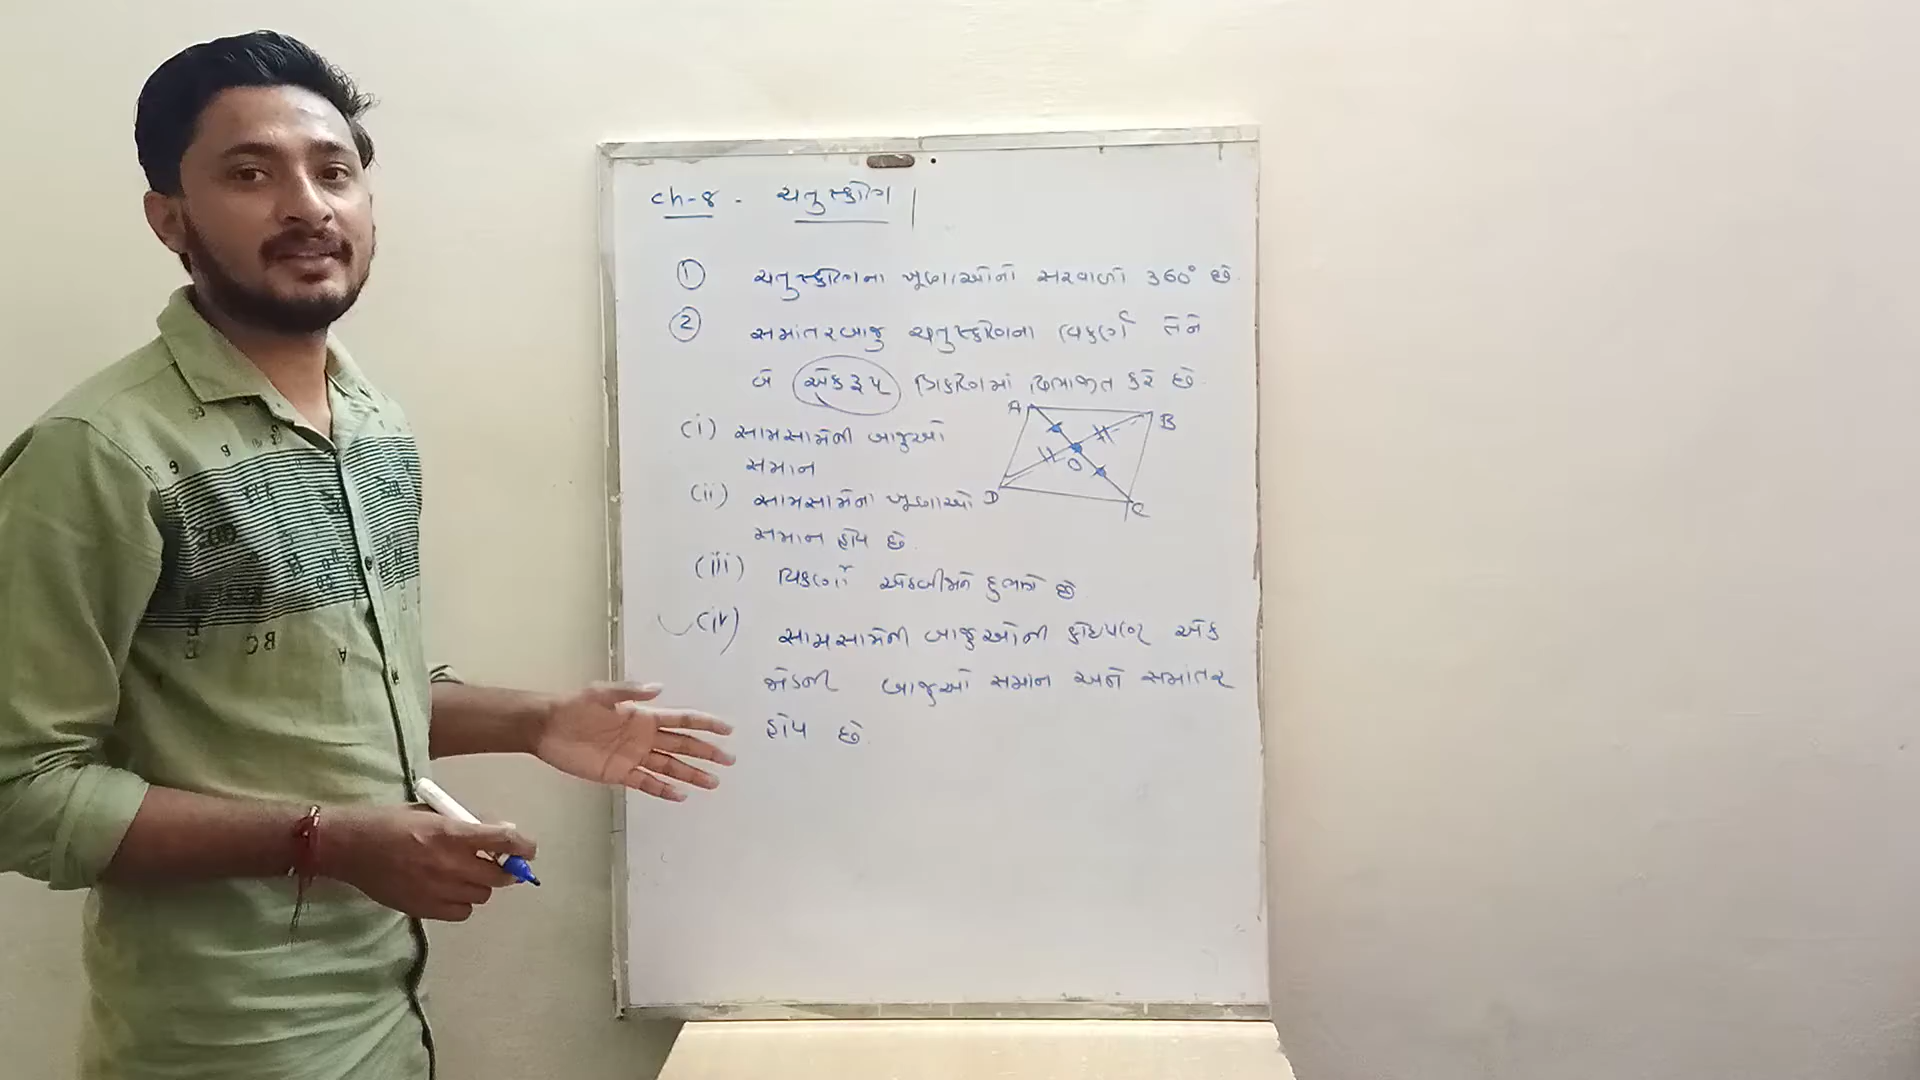 ch-8 - ચતુષ્કોણ
① ચતુષ્કોણના ખૂણાઓનો સરવાળો 360° છે.
② સમાંતરબાજુ ચતુષ્કોણના વિકર્ણ તેને
બે એકરૂપ ત્રિકોણમાં વિભાજીત કરે છે.
A B
(i) સામસામેની બાજુઓ
સમાન
O
(ii) સામસામેના ખૂણાઓ
D C
સમાન હોય છે.
(iii) વિકર્ણો એકબીજાને દુભાગે છે.
(iv) સામસામેની બાજુઓની કોઇપણ એક
જોડની બાજુઓ સમાન અને સમાંતર
હોય છે.